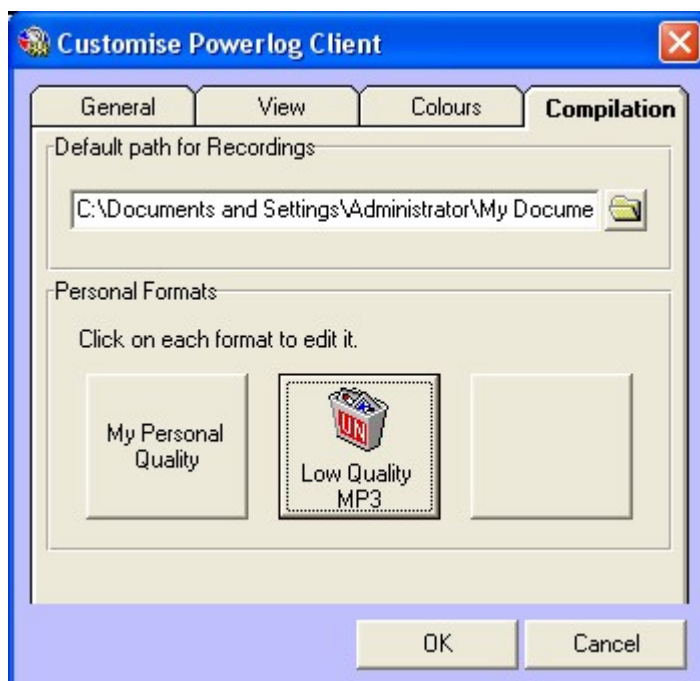 Customise Powerlog Client
General
View
Colours
Compilation
Default path for Recordings
C:\Documents and Settings\Administrator\My Docume
Personal Formats
Click on each format to edit it.
My Personal
Quality
UN
Low Quality
MP3
OK
Cancel